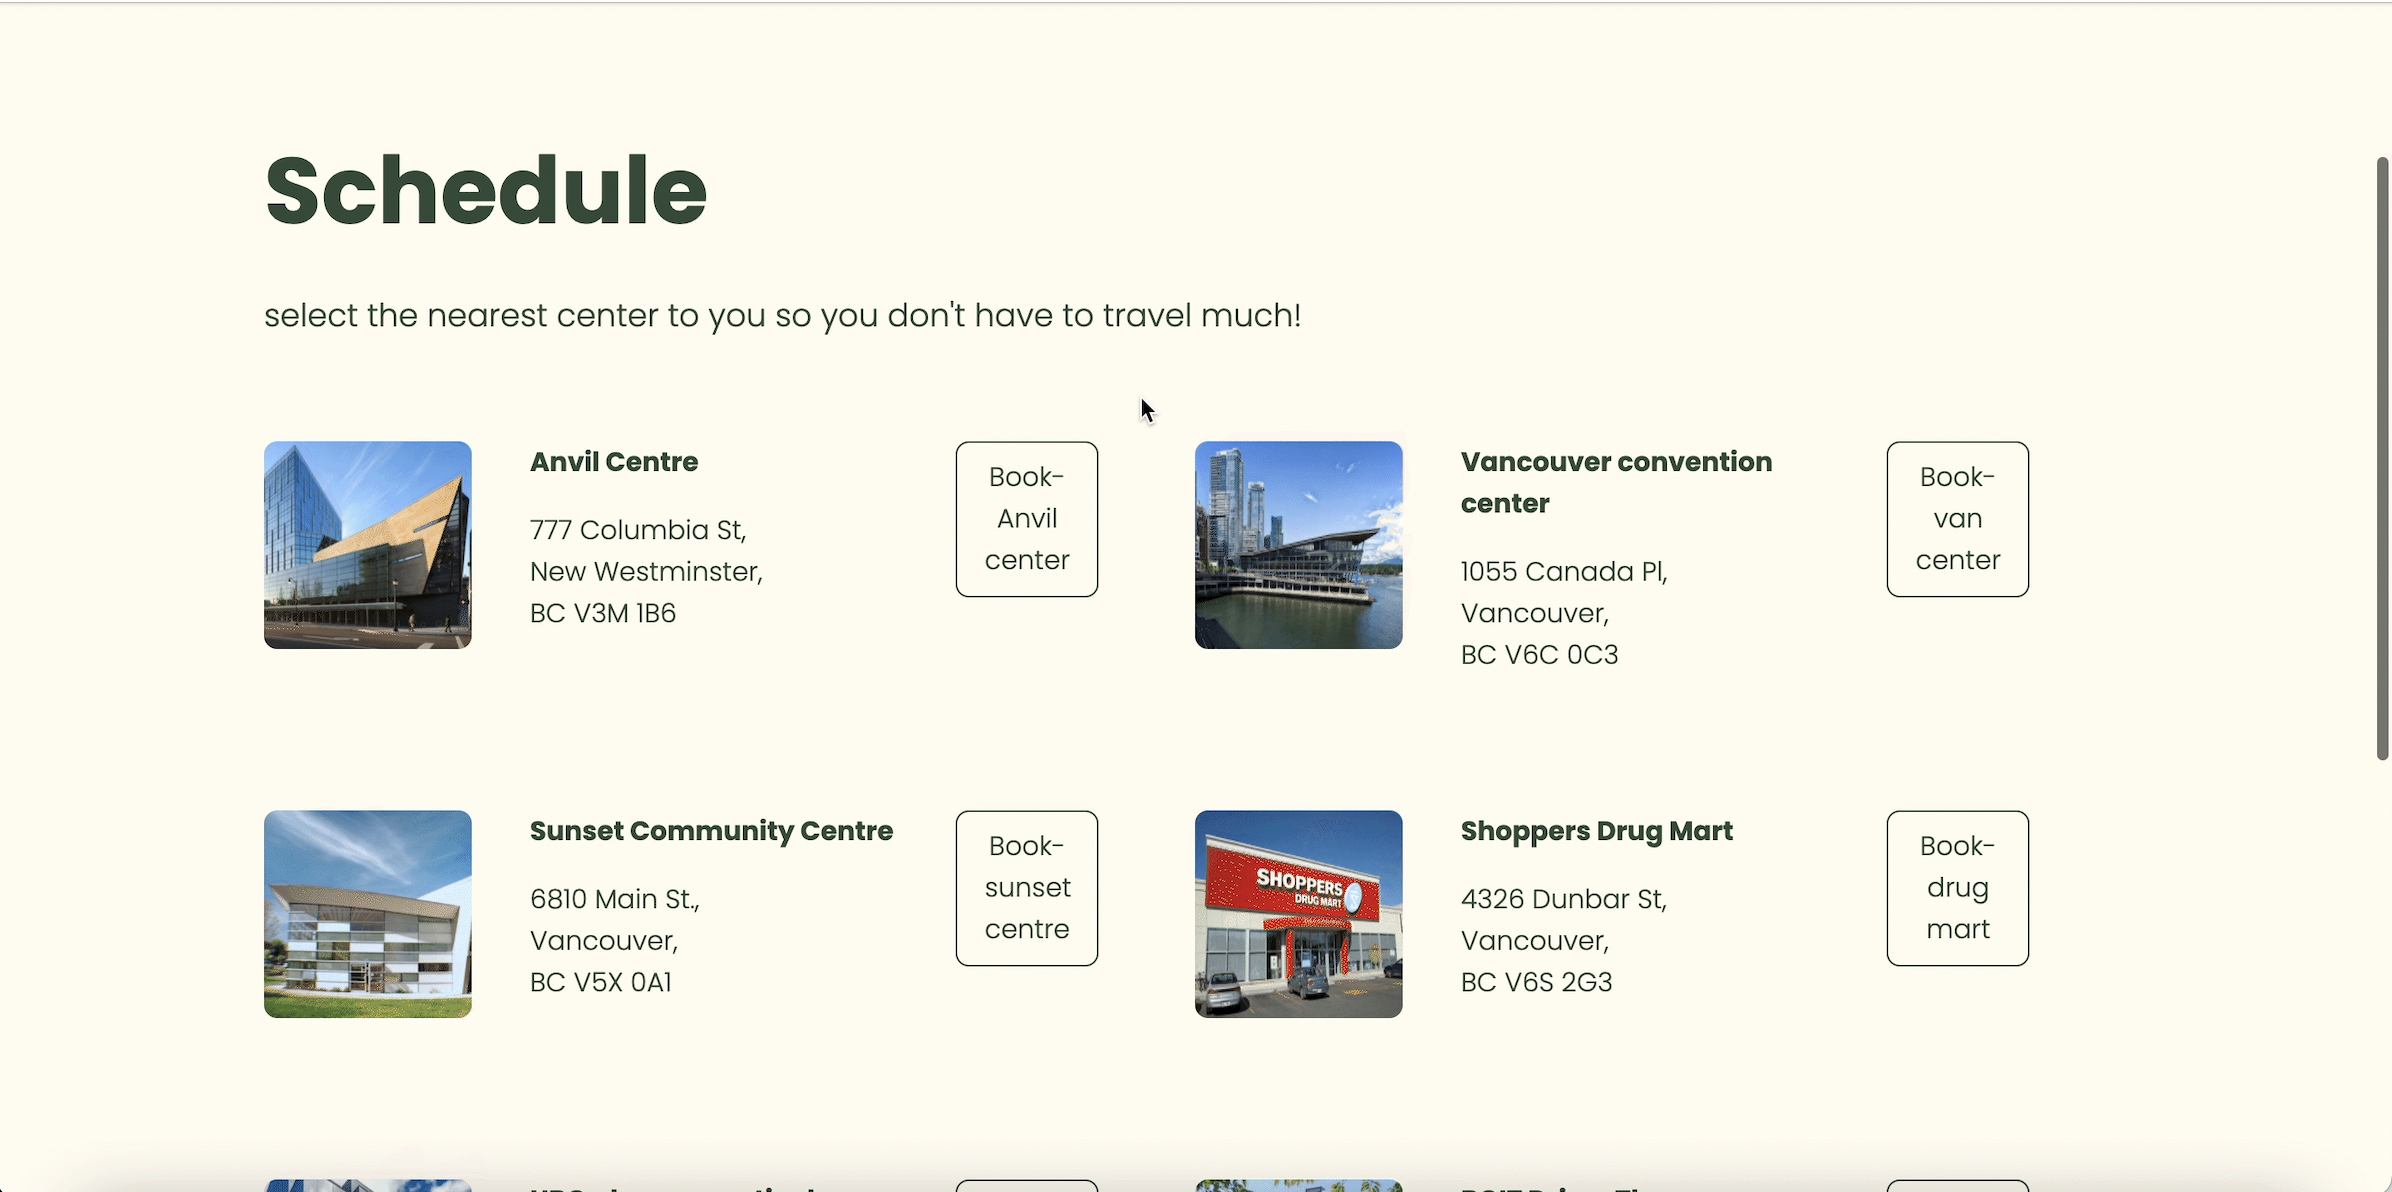 Schedule
select the nearest center to you so you don't have to travel much!
Anvil Centre
777 Columbia St,
New Westminster,
BC V3M 1B6
Book-
Anvil
center
Vancouver convention
center
1055 Canada Pl,
Vancouver,
BC V6C 0C3
Book-
van
center
Sunset Community Centre
6810 Main St.,
Vancouver,
BC V5X 0A1
Book-
sunset
centre
SHOPPERS
DRUG MART
Shoppers Drug Mart
4326 Dunbar St,
Vancouver,
BC V6S 2G3
Book-
drug
mart